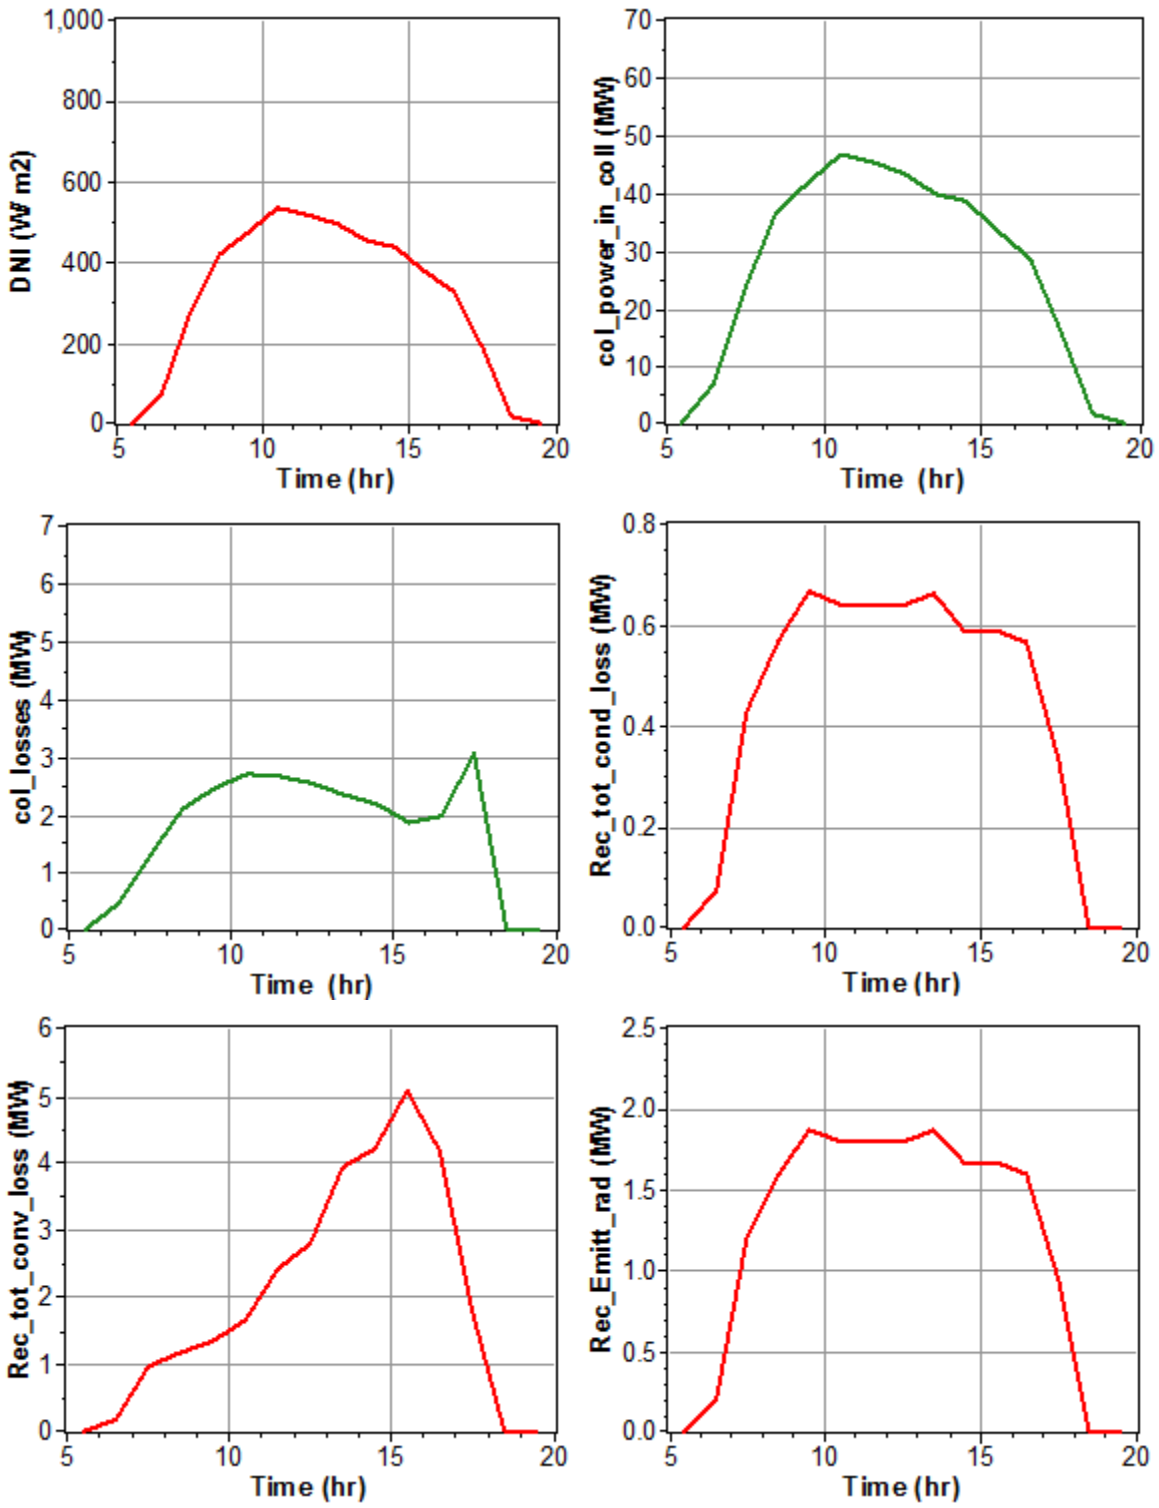 1,000
800
600
400
200
0
DNI (W/m2)
5 10 15 20
Time (hr)
70
60
50
40
30
20
10
0
col_power_in_coll (MW)
5 10 15 20
Time (hr)
7
6
5
4
3
2
1
0
col_losses (MW)
5 10 15 20
Time (hr)
0.8
0.6
0.4
0.2
0.0
Rec_tot_cond_loss (MW)
5 10 15 20
Time (hr)
6
5
4
3
2
1
0
Rec_tot_conv_loss (MW)
5 10 15 20
Time (hr)
2.5
2.0
1.5
1.0
0.5
0.0
Rec_Emitt_rad (MW)
5 10 15 20
Time (hr)